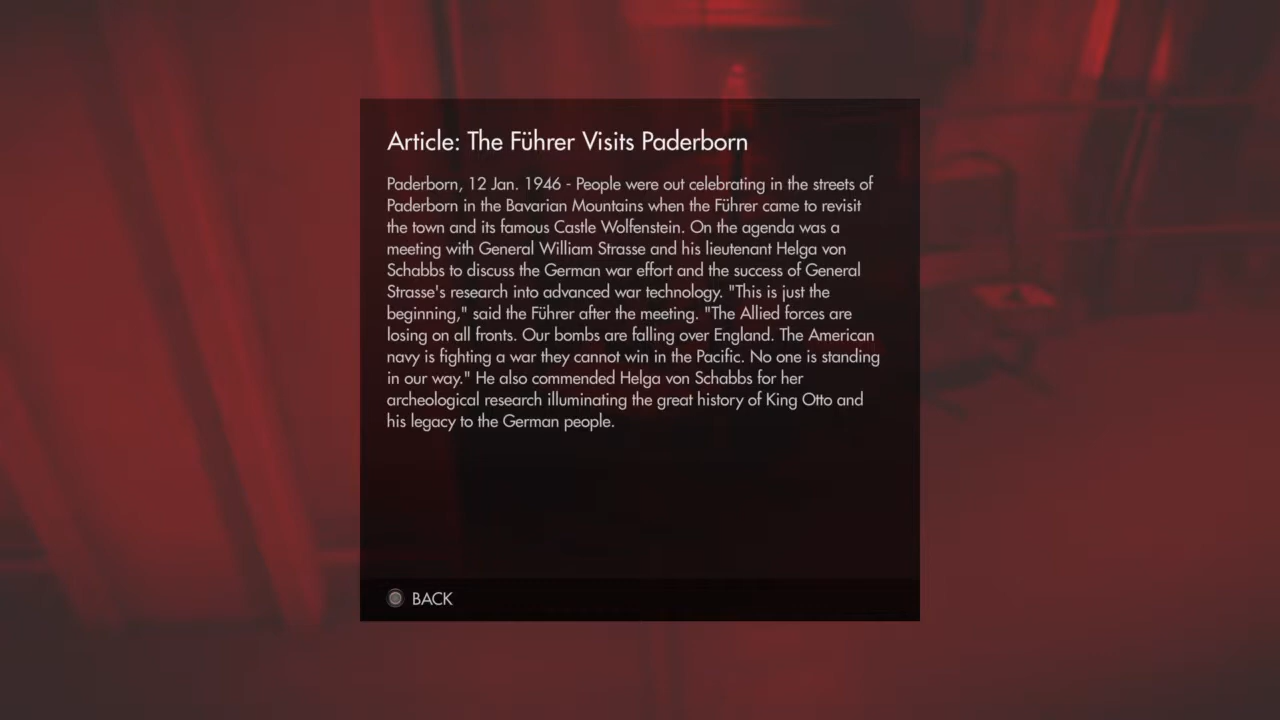 Article: The Führer Visits Paderborn
Paderborn, 12 Jan. 1946 - People were out celebrating in the streets of
Paderborn in the Bavarian Mountains when the Führer came to revisit
the town and its famous Castle Wolfenstein. On the agenda was a
meeting with General William Strasse and his lieutenant Helga von
Schabbs to discuss the German war effort and the success of General
Strasse's research into advanced war technology. "This is just the
beginning," said the Führer after the meeting. "The Allied forces are
losing on all fronts. Our bombs are falling over England. The American
navy is fighting a war they cannot win in the Pacific. No one is standing
in our way." He also commended Helga von Schabbs for her
archeological research illuminating the great history of King Otto and
his legacy to the German people.
BACK